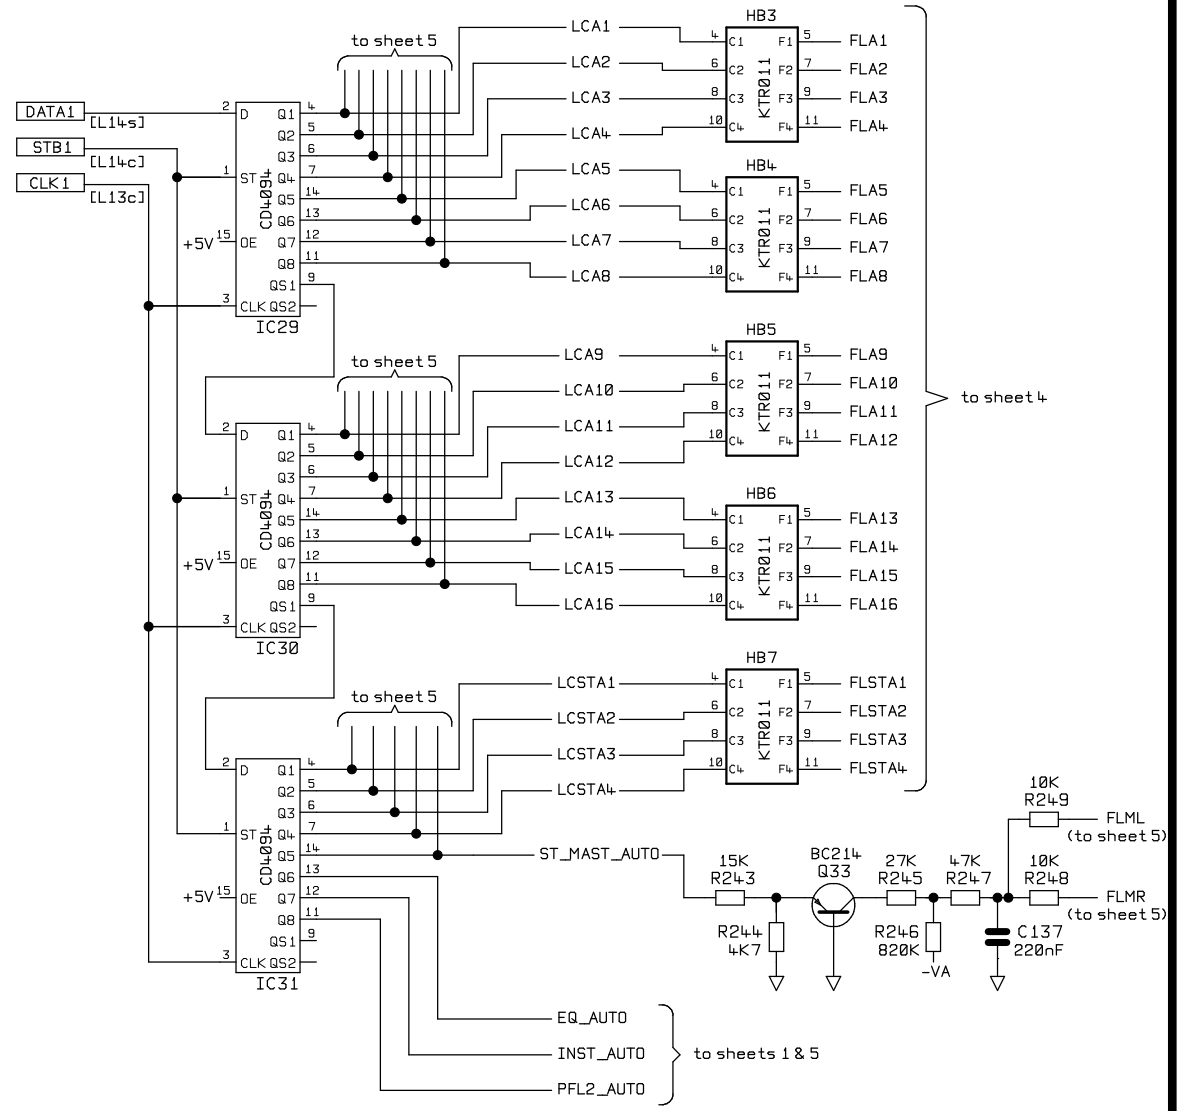 to sheet 5
LCA1
LCA2
LCA3
LCA4
LCA5
LCA6
LCA7
LCA8
HB3
KTR011
4 C1 F1 5 FLA1
6 C2 F2 7 FLA2
8 C3 F3 9 FLA3
10 C4 F4 11 FLA4
HB4
KTR011
4 C1 F1 5 FLA5
6 C2 F2 7 FLA6
8 C3 F3 9 FLA7
10 C4 F4 11 FLA8
DATA1
[L14s]
STB1
[L14c]
CLK1
[L13c]
2 D Q1 4
Q2 5
Q3 6
1 ST Q4 7
Q5 14
Q6 13
+5V 15 OE Q7 12
Q8 11
QS1 9
3 CLK QS2
CD4094
IC29
to sheet 5
LCA9
LCA10
LCA11
LCA12
LCA13
LCA14
LCA15
LCA16
HB5
KTR011
4 C1 F1 5 FLA9
6 C2 F2 7 FLA10
8 C3 F3 9 FLA11
10 C4 F4 11 FLA12
to sheet 4
HB6
KTR011
4 C1 F1 5 FLA13
6 C2 F2 7 FLA14
8 C3 F3 9 FLA15
10 C4 F4 11 FLA16
2 D Q1 4
Q2 5
Q3 6
1 ST Q4 7
Q5 14
Q6 13
+5V 15 OE Q7 12
Q8 11
QS1 9
3 CLK QS2
CD4094
IC30
to sheet 5
LCSTA1
LCSTA2
LCSTA3
LCSTA4
HB7
KTR011
4 C1 F1 5 FLSTA1
6 C2 F2 7 FLSTA2
8 C3 F3 9 FLSTA3
10 C4 F4 11 FLSTA4
2 D Q1 4
Q2 5
Q3 6
1 ST Q4 7
Q5 14
Q6 13
+5V 15 OE Q7 12
Q8 11
QS1 9
3 CLK QS2
CD4094
IC31
ST_MAST_AUTO
15K
R243
R244
4K7
BC214
Q33
27K
R245
R246
820K
-VA
47K
R247
C137
220nF
10K
R249
FLML
(to sheet 5)
10K
R248
FLMR
(to sheet 5)
EQ_AUTO
INST_AUTO
PFL2_AUTO
to sheets 1 & 5